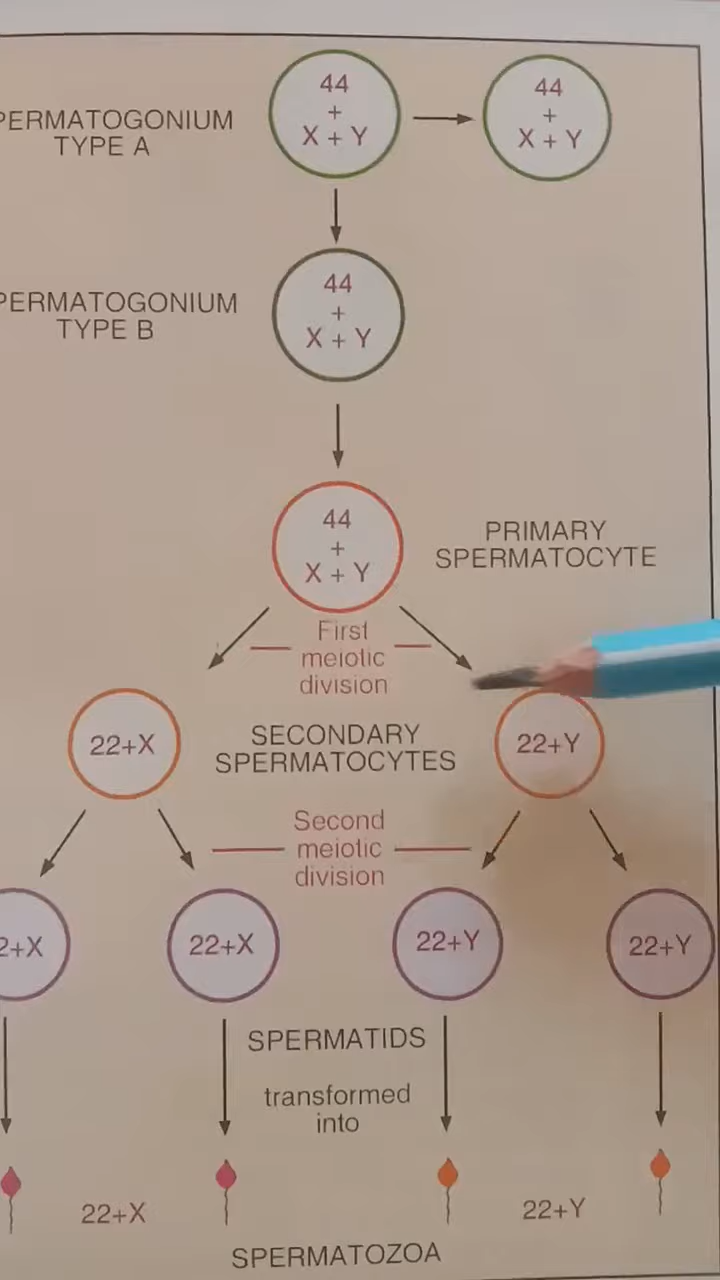 44
+
X + Y
44
+
X + Y
PERMATOGONIUM
TYPE A
44
+
X + Y
PERMATOGONIUM
TYPE B
44
+
X + Y
PRIMARY
SPERMATOCYTE
First
meiotic
division
22+X
SECONDARY
SPERMATOCYTES
22+Y
Second
meiotic
division
2+X
22+X
22+Y
22+Y
SPERMATIDS
transformed
into
22+X
22+Y
SPERMATOZOA